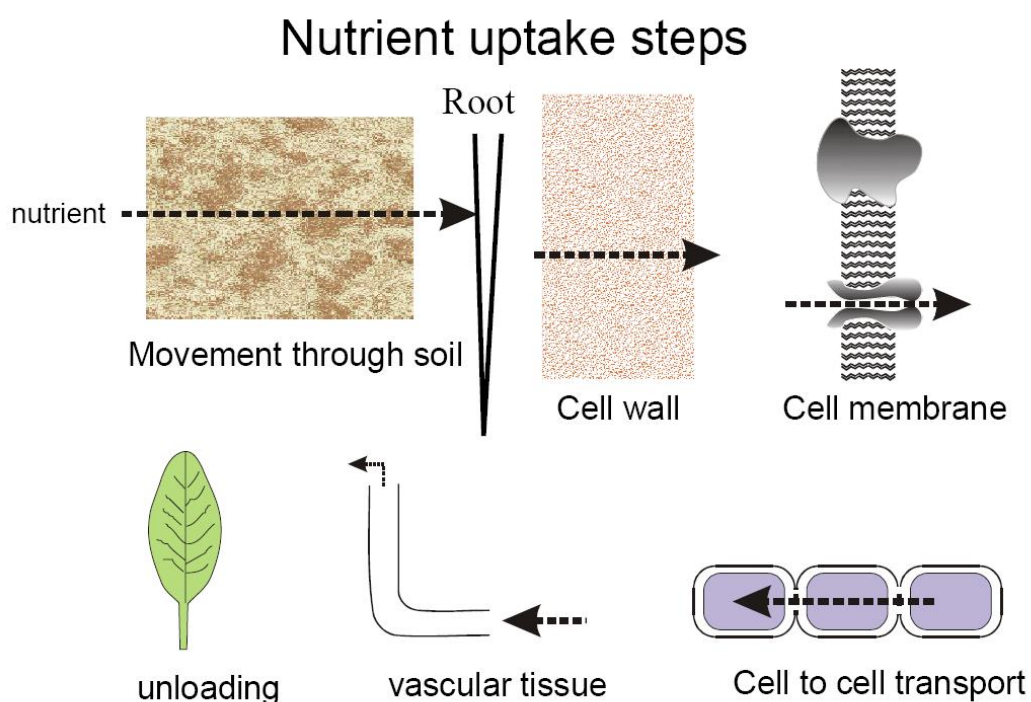 Nutrient uptake steps
Root
nutrient
Movement through soil
Cell wall
Cell membrane
unloading
vascular tissue
Cell to cell transport